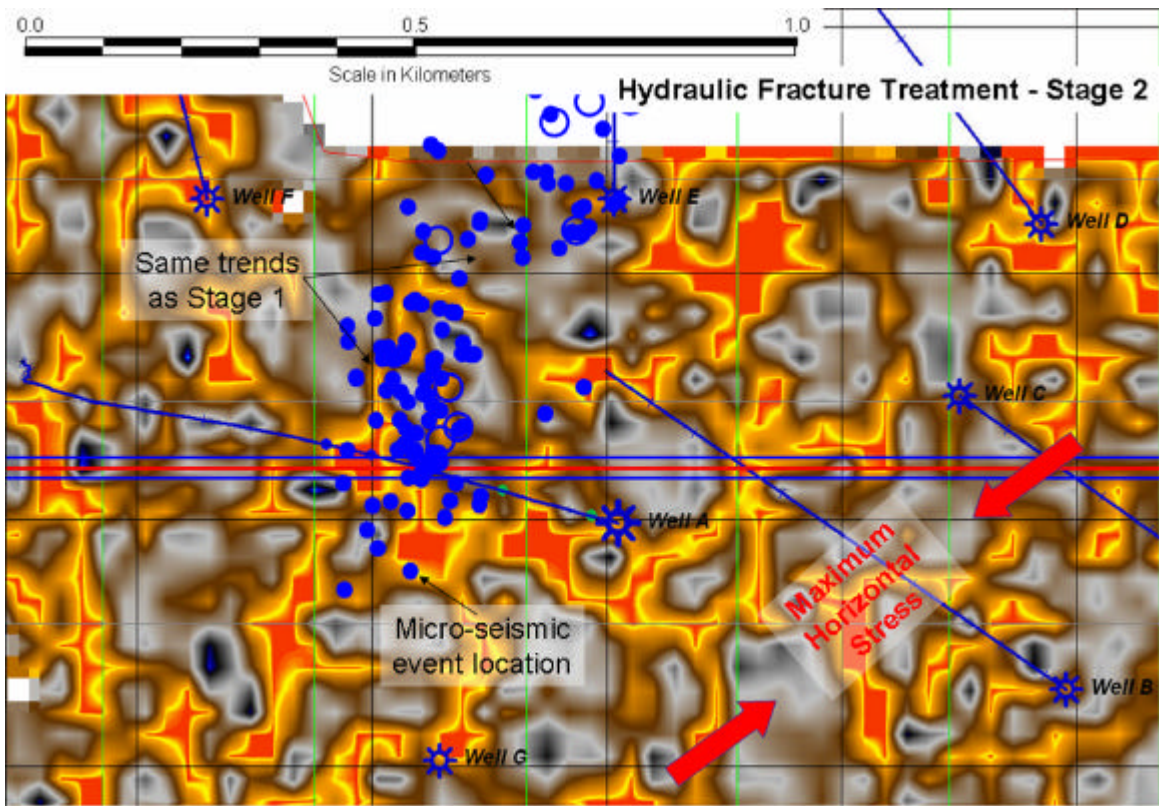 0.0 0.5 1.0
Scale in Kilometers
Hydraulic Fracture Treatment - Stage 2
Well F
Well E
Well D
Same trends
as Stage 1
Well C
Well A
Maximum
Horizontal
Stress
Micro-seismic
event location
Well B
Well G